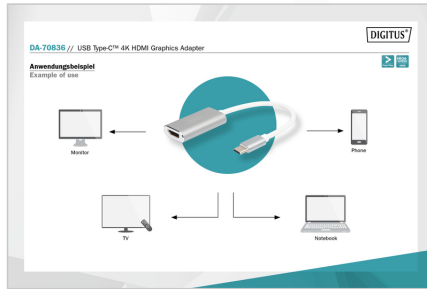 DIGITUS®
DA-70836 // USB Type-C™ 4K HDMI Graphics Adapter
Anwendungsbeispiel
Example of use
Monitor
Phone
TV
Notebook